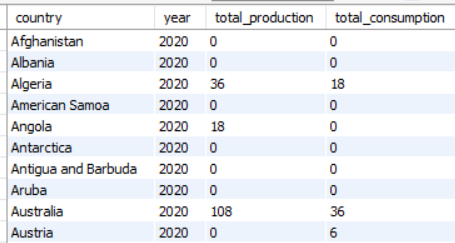 country year total_production total_consumption
Afghanistan 2020 0 0
Albania 2020 0 0
Algeria 2020 36 18
American Samoa 2020 0 0
Angola 2020 18 0
Antarctica 2020 0 0
Antigua and Barbuda 2020 0 0
Aruba 2020 0 0
Australia 2020 108 36
Austria 2020 0 6